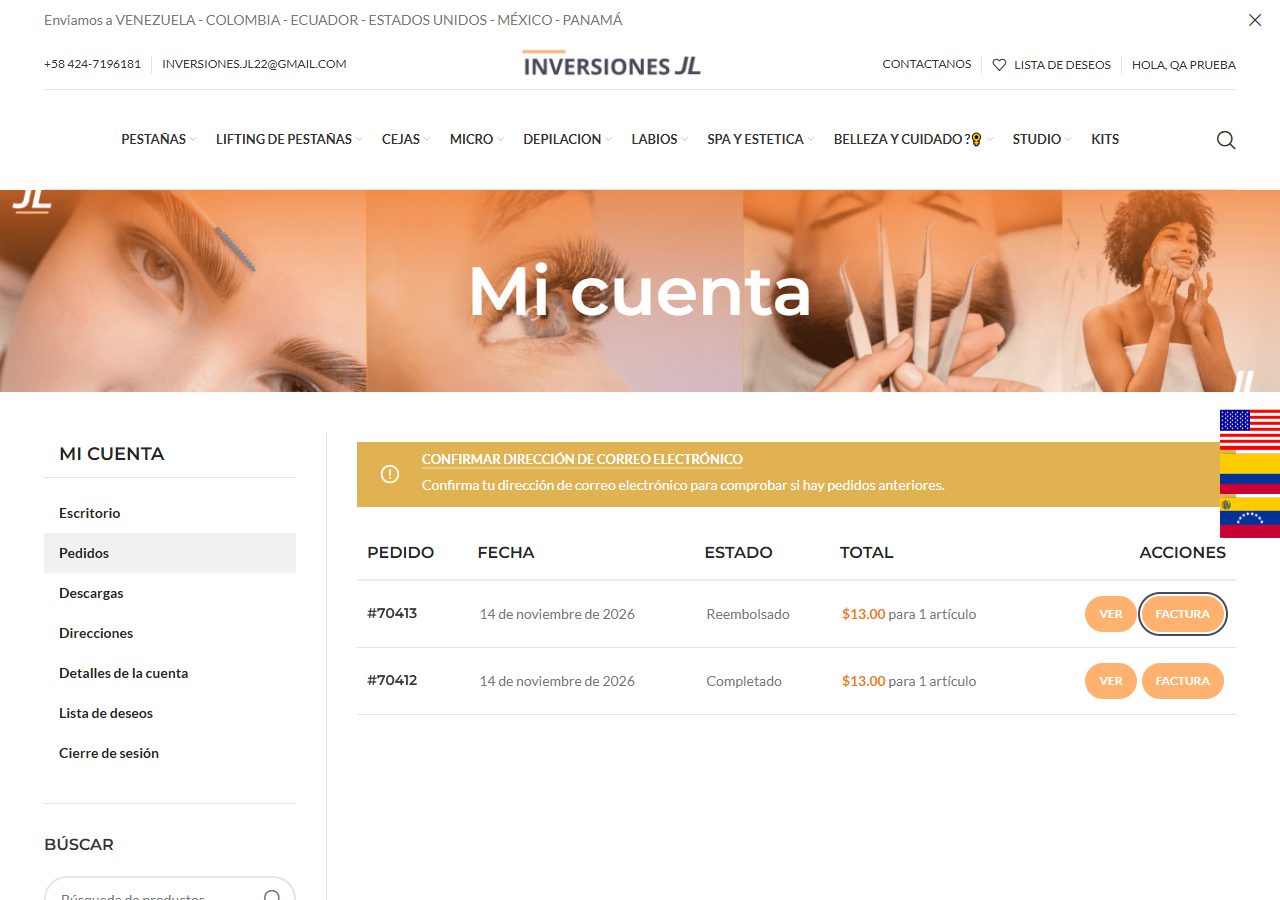 Enviamos a VENEZUELA - COLOMBIA - ECUADOR - ESTADOS UNIDOS - MÉXICO - PANAMÁ
+58 424-7196181 INVERSIONES.JL22@GMAIL.COM INVERSIONES JL CONTACTANOS LISTA DE DESEOS HOLA, QA PRUEBA
PESTAÑAS LIFTING DE PESTAÑAS CEJAS MICRO DEPILACION LABIOS SPA Y ESTETICA BELLEZA Y CUIDADO ? STUDIO KITS
JL
Mi cuenta
MI CUENTA
Escritorio
Pedidos
Descargas
Direcciones
Detalles de la cuenta
Lista de deseos
Cierre de sesión
BÚSCAR
Búsqueda de productos
CONFIRMAR DIRECCIÓN DE CORREO ELECTRÓNICO
Confirma tu dirección de correo electrónico para comprobar si hay pedidos anteriores.
PEDIDO FECHA ESTADO TOTAL ACCIONES
#70413 14 de noviembre de 2026 Reembolsado $13.00 para 1 artículo VER FACTURA
#70412 14 de noviembre de 2026 Completado $13.00 para 1 artículo VER FACTURA